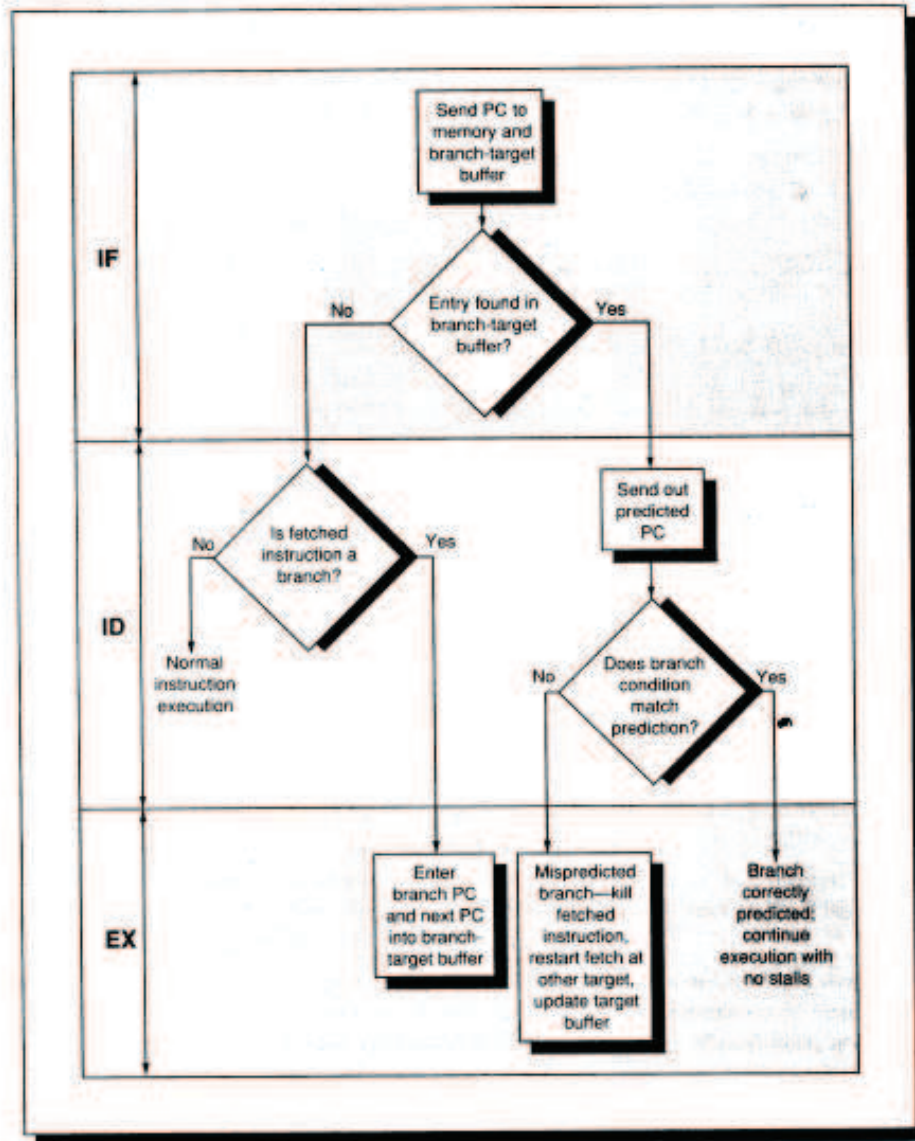 Send PC to
memory and
branch-target
buffer
IF
Entry found in
branch-target
buffer?
No
Yes
Send out
predicted
PC
Is fetched
instruction a
branch?
No
Yes
ID
Normal
instruction
execution
Does branch
condition
match
prediction?
No
Yes
EX
Enter
branch PC
and next PC
into branch-
target buffer
Mispredicted
branch—kill
fetched
instruction,
restart fetch at
other target,
update target
buffer
Branch
correctly
predicted;
continue
execution with
no stalls